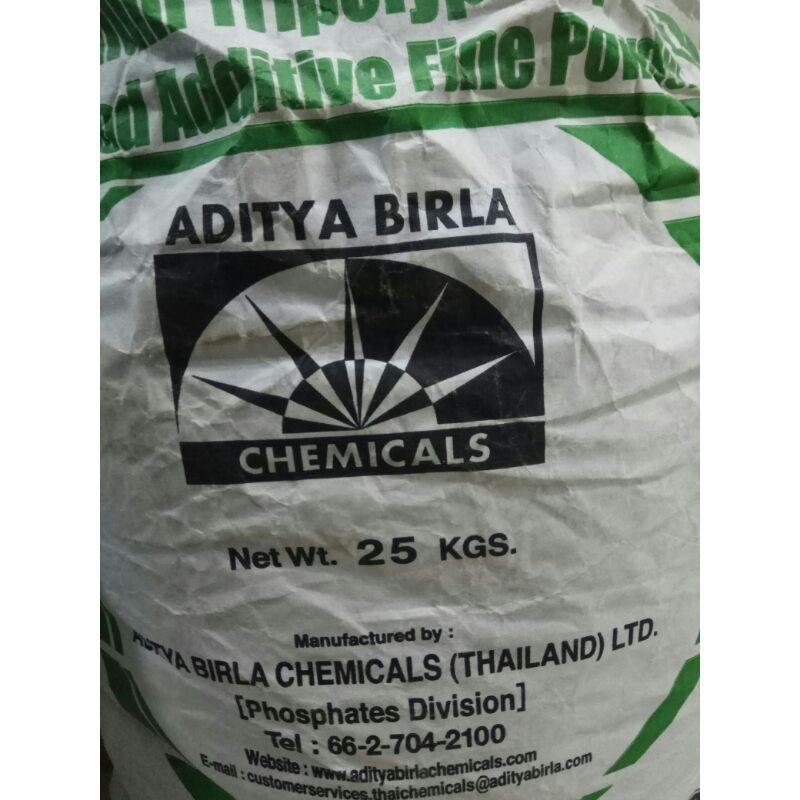 Additive Fine
ADITYA BIRLA
CHEMICALS
Net Wt. 25 KGS.
Manufactured by :
ADITYA BIRLA CHEMICALS (THAILAND) LTD.
[Phosphates Division]
Tel : 66-2-704-2100
Website : www.adityabirlachemicals.com
E-mail : customerservices.thaichemicals@adityabirla.com